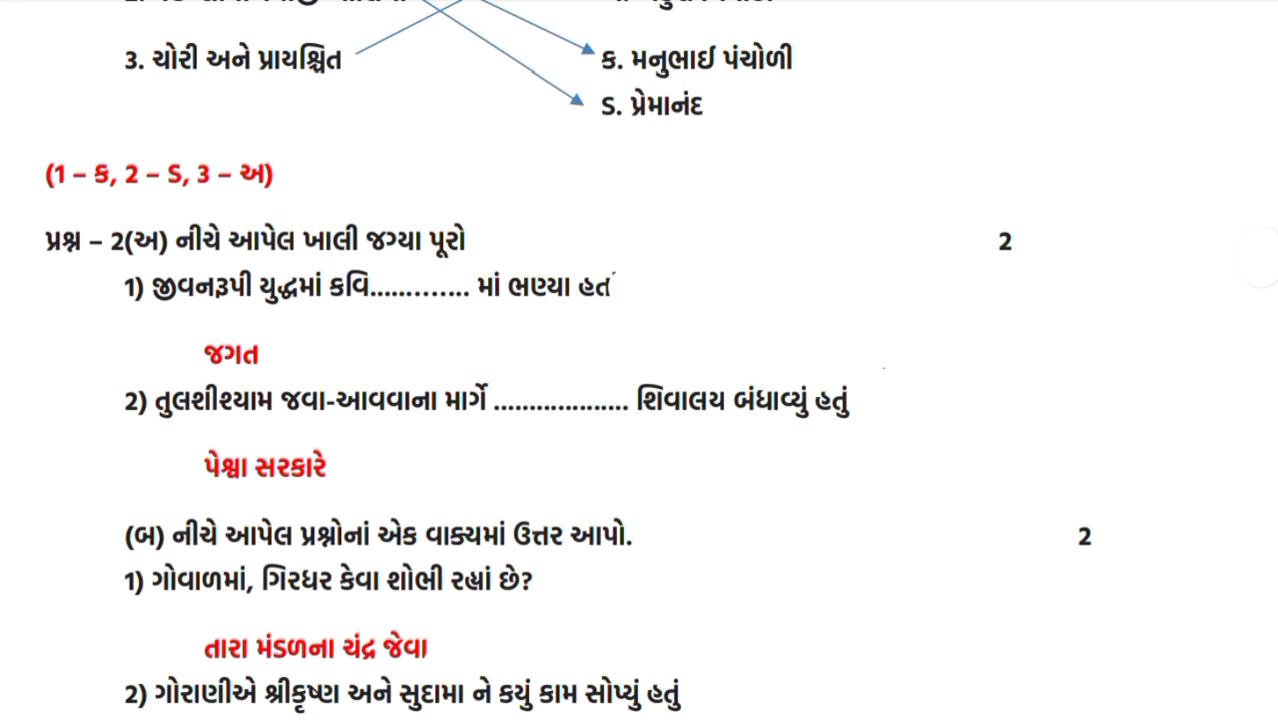 3. ચોરી અને પ્રાયશ્ચિત
ક. મનુભાઈ પંચોળી
ડ. પ્રેમાનંદ
(1 – ક, 2 – ડ, 3 – અ)
પ્રશ્ન – 2(અ) નીચે આપેલ ખાલી જગ્યા પૂરો 2
1) જીવનરૂપી યુદ્ધમાં કવિ............. માં ભણ્યા હતાં
જગત
2) તુલશીશ્યામ જવા-આવવાના માર્ગે ................... શિવાલય બંધાવ્યું હતું
પેશ્વા સરકારે
(બ) નીચે આપેલ પ્રશ્નોનાં એક વાક્યમાં ઉત્તર આપો. 2
1) ગોવાળમાં, ગિરધર કેવા શોભી રહ્યાં છે?
તારા મંડળના ચંદ્ર જેવા
2) ગોરાણીએ શ્રીકૃષ્ણ અને સુદામા ને કયું કામ સોપ્યું હતું